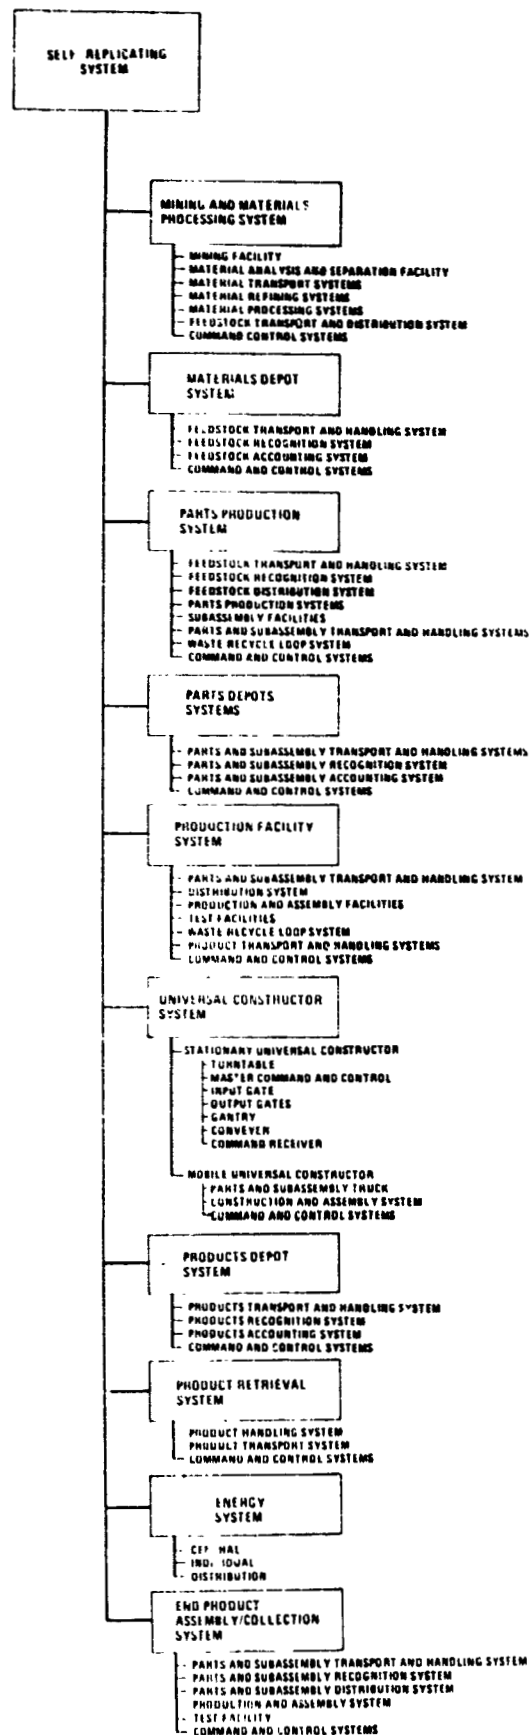 SELF-REPLICATING
SYSTEM
MINING AND MATERIALS
PROCESSING SYSTEM
MINING FACILITY
MATERIAL ANALYSIS AND SEPARATION FACILITY
MATERIAL TRANSPORT SYSTEMS
MATERIAL REFINING SYSTEMS
MATERIAL PROCESSING SYSTEMS
FEEDSTOCK TRANSPORT AND DISTRIBUTION SYSTEM
COMMAND CONTROL SYSTEMS
MATERIALS DEPOT
SYSTEM
FEEDSTOCK TRANSPORT AND HANDLING SYSTEM
FEEDSTOCK RECOGNITION SYSTEM
FEEDSTOCK ACCOUNTING SYSTEM
COMMAND AND CONTROL SYSTEMS
PARTS PRODUCTION
SYSTEM
FEEDSTOCK TRANSPORT AND HANDLING SYSTEM
FEEDSTOCK RECOGNITION SYSTEM
FEEDSTOCK DISTRIBUTION SYSTEM
PARTS PRODUCTION SYSTEMS
SUBASSEMBLY FACILITIES
PARTS AND SUBASSEMBLY TRANSPORT AND HANDLING SYSTEMS
WASTE RECYCLE LOOP SYSTEM
COMMAND AND CONTROL SYSTEMS
PARTS DEPOTS
SYSTEMS
PARTS AND SUBASSEMBLY TRANSPORT AND HANDLING SYSTEMS
PARTS AND SUBASSEMBLY RECOGNITION SYSTEM
PARTS AND SUBASSEMBLY ACCOUNTING SYSTEM
COMMAND AND CONTROL SYSTEMS
PRODUCTION FACILITY
SYSTEM
PARTS AND SUBASSEMBLY TRANSPORT AND HANDLING SYSTEM
DISTRIBUTION SYSTEM
PRODUCTION AND ASSEMBLY FACILITIES
TEST FACILITIES
WASTE RECYCLE LOOP SYSTEM
PRODUCT TRANSPORT AND HANDLING SYSTEMS
COMMAND AND CONTROL SYSTEMS
UNIVERSAL CONSTRUCTOR
SYSTEM
STATIONARY UNIVERSAL CONSTRUCTOR
TURNTABLE
MASTER COMMAND AND CONTROL
INPUT GATE
OUTPUT GATES
GANTRY
CONVEYER
COMMAND RECEIVER
MOBILE UNIVERSAL CONSTRUCTOR
PARTS AND SUBASSEMBLY TRUCK
CONSTRUCTION AND ASSEMBLY SYSTEM
COMMAND AND CONTROL SYSTEMS
PRODUCTS DEPOT
SYSTEM
PRODUCTS TRANSPORT AND HANDLING SYSTEM
PRODUCTS RECOGNITION SYSTEM
PRODUCTS ACCOUNTING SYSTEM
COMMAND AND CONTROL SYSTEMS
PRODUCT RETRIEVAL
SYSTEM
PRODUCT HANDLING SYSTEM
PRODUCT TRANSPORT SYSTEM
COMMAND AND CONTROL SYSTEMS
ENERGY
SYSTEM
CENTRAL
INDIVIDUAL
DISTRIBUTION
END PRODUCT
ASSEMBLY/COLLECTION
SYSTEM
PARTS AND SUBASSEMBLY TRANSPORT AND HANDLING SYSTEM
PARTS AND SUBASSEMBLY RECOGNITION SYSTEM
PARTS AND SUBASSEMBLY DISTRIBUTION SYSTEM
PRODUCTION AND ASSEMBLY SYSTEM
TEST FACILITY
COMMAND AND CONTROL SYSTEMS